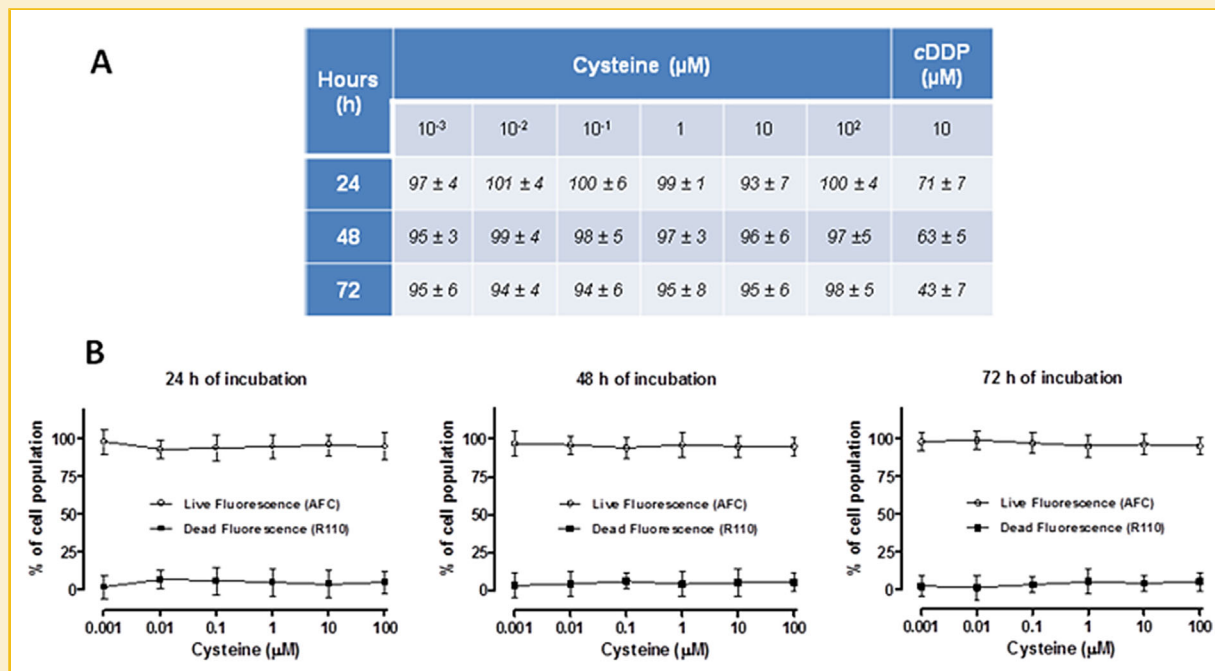 A
Hours (h) Cysteine (µM) cDDP (µM)
10⁻³ 10⁻² 10⁻¹ 1 10 10² 10
24 97 ± 4 101 ± 4 100 ± 6 99 ± 1 93 ± 7 100 ± 4 71 ± 7
48 95 ± 3 99 ± 4 98 ± 5 97 ± 3 96 ± 6 97 ±5 63 ± 5
72 95 ± 6 94 ± 4 94 ± 6 95 ± 8 95 ± 6 98 ± 5 43 ± 7
B
24 h of incubation
% of cell population
100
75
50
25
0
Live Fluorescence (AFC)
Dead Fluorescence (R110)
0.001 0.01 0.1 1 10 100
Cysteine (µM)
48 h of incubation
% of cell population
100
75
50
25
0
Live Fluorescence (AFC)
Dead Fluorescence (R110)
0.001 0.01 0.1 1 10 100
Cysteine (µM)
72 h of incubation
% of cell population
100
75
50
25
0
Live Fluorescence (AFC)
Dead Fluorescence (R110)
0.001 0.01 0.1 1 10 100
Cysteine (µM)